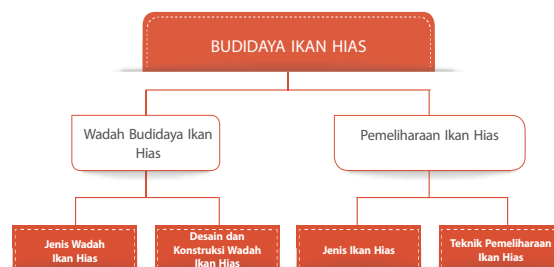 BUDIDAYA IKAN HIAS
Wadah Budidaya Ikan
Hias
Pemeliharaan Ikan Hias
Jenis Wadah
Ikan Hias
Desain dan
Konstruksi Wadah
Ikan Hias
Jenis Ikan Hias
Teknik Pemeliharaan
Ikan Hias